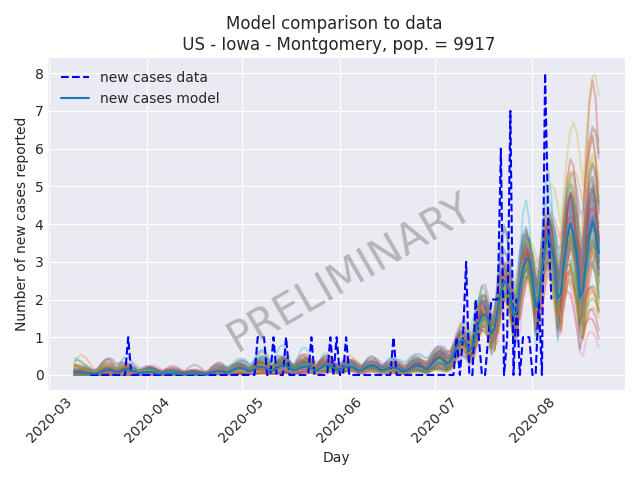 Model comparison to data
US - Iowa - Montgomery, pop. = 9917
new cases data
new cases model
PRELIMINARY
Number of new cases reported
8
7
6
5
4
3
2
1
0
2020-03
2020-04
2020-05
2020-06
2020-07
2020-08
Day